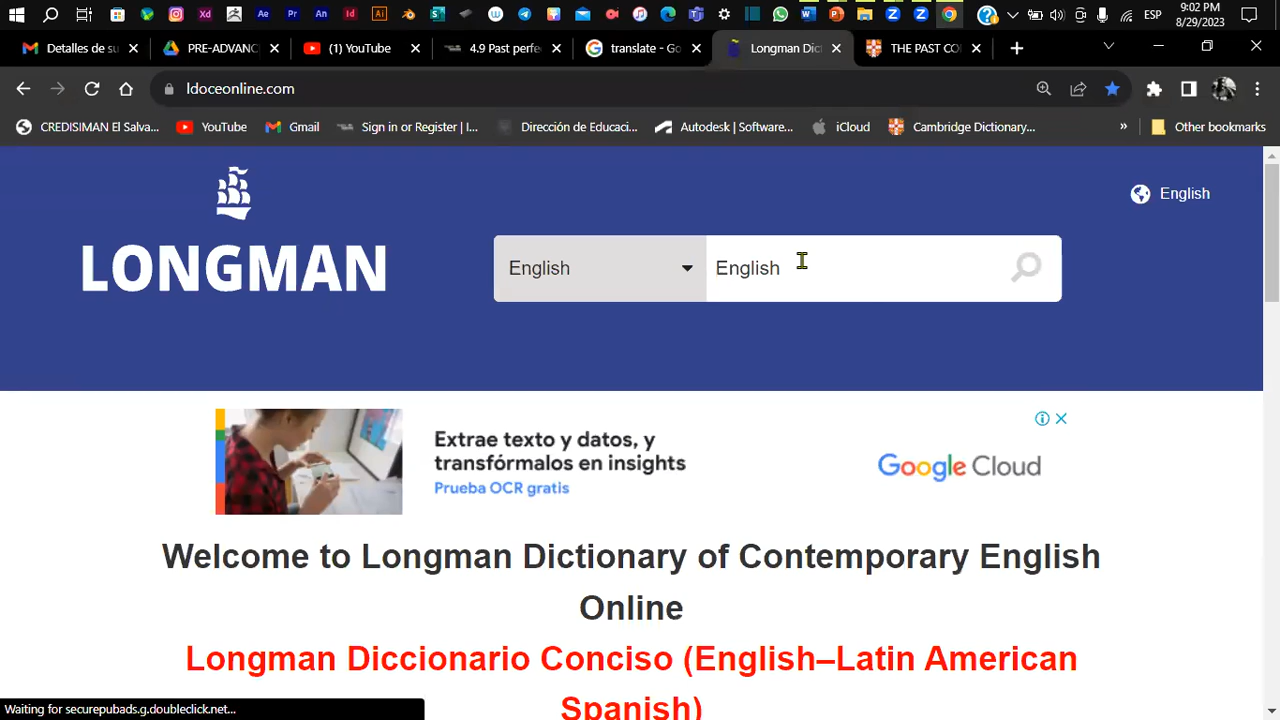 9:02 PM
8/29/2023
ESP
Detalles de su
PRE-ADVANC
(1) YouTube
4.9 Past perfe
translate - Go
Longman Dic
THE PAST CO
ldoceonline.com
CREDISIMAN El Salva...
YouTube
Gmail
Sign in or Register | I...
Dirección de Educaci...
Autodesk | Software...
iCloud
Cambridge Dictionary...
»
Other bookmarks
English
LONGMAN
English
English
Extrae texto y datos, y
transfórmalos en insights
Prueba OCR gratis
Google Cloud
Welcome to Longman Dictionary of Contemporary English
Online
Longman Diccionario Conciso (English–Latin American
Spanish)
Waiting for securepubads.g.doubleclick.net...